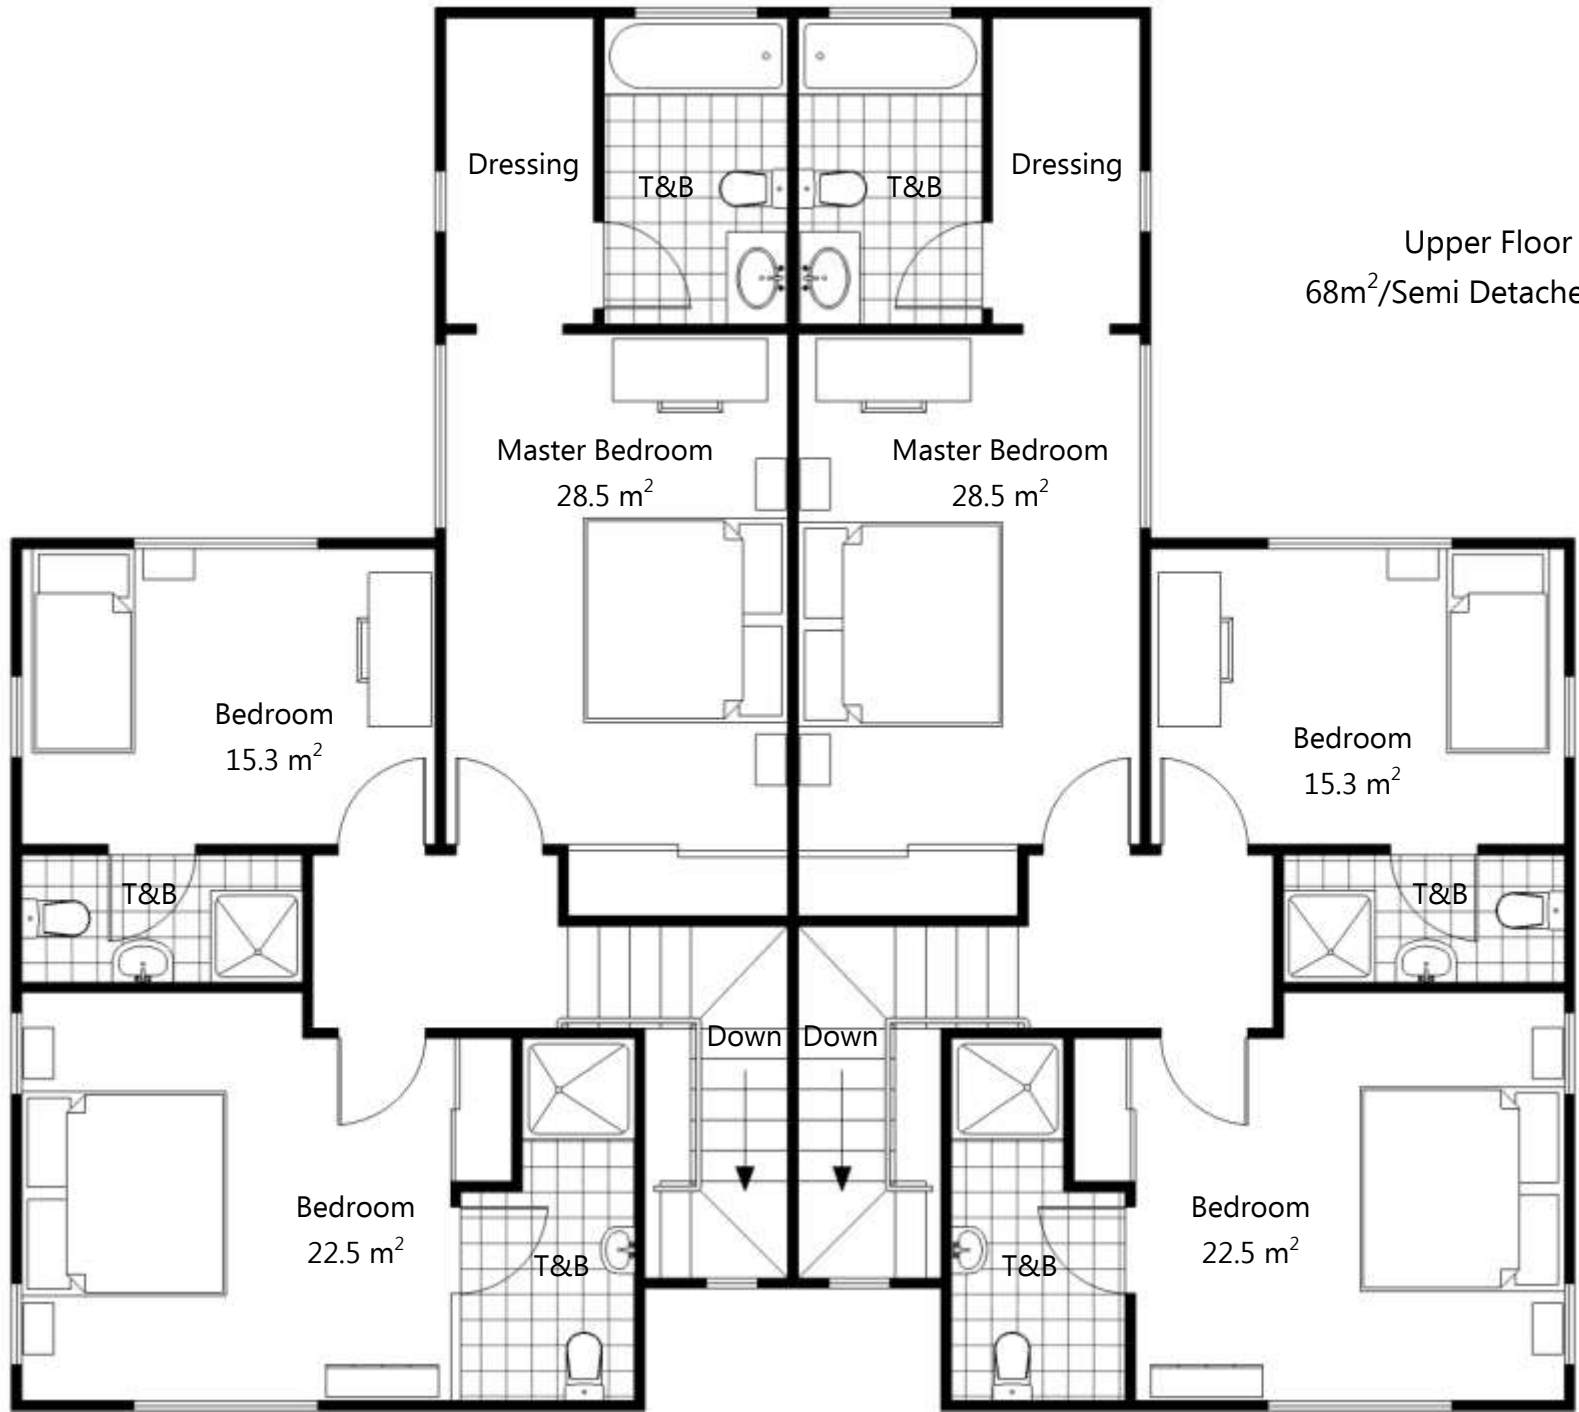 Dressing
T&B
T&B
Dressing
Upper Floor
68m²/Semi Detache
Master Bedroom
28.5 m²
Master Bedroom
28.5 m²
Bedroom
15.3 m²
Bedroom
15.3 m²
T&B
T&B
Down
Down
Bedroom
22.5 m²
T&B
T&B
Bedroom
22.5 m²